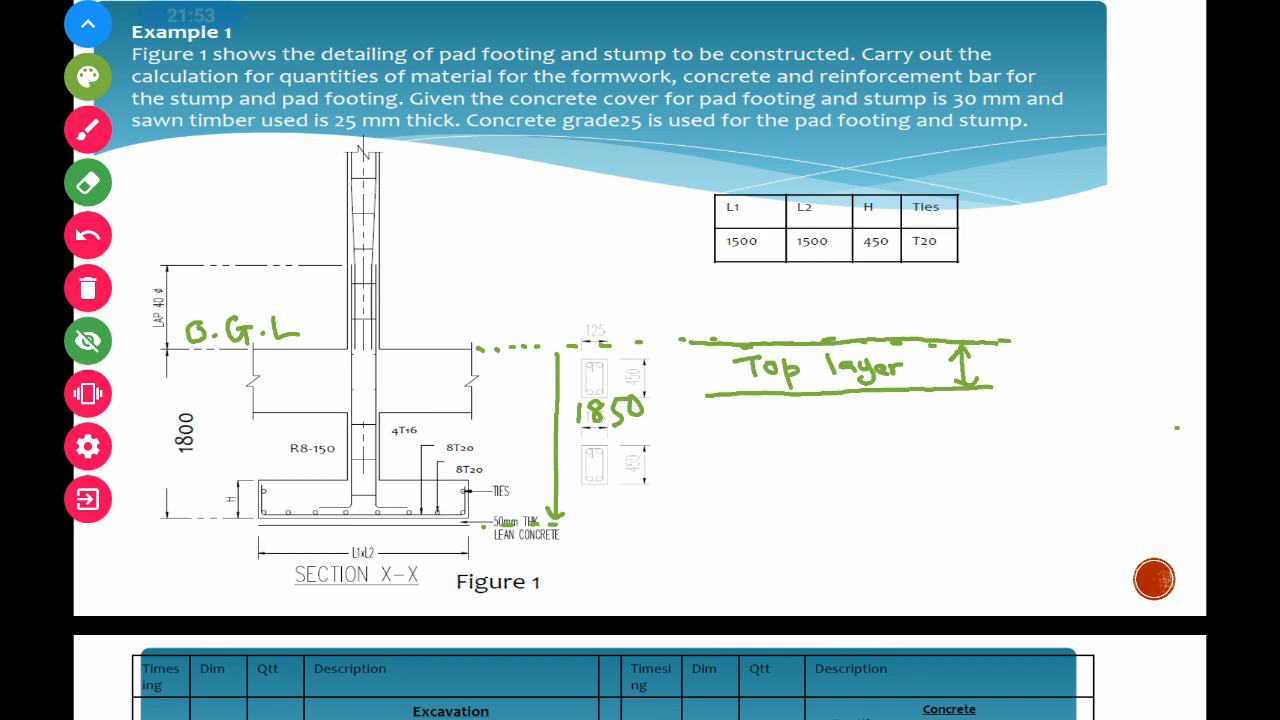 21:53
Example 1
Figure 1 shows the detailing of pad footing and stump to be constructed. Carry out the
calculation for quantities of material for the formwork, concrete and reinforcement bar for
the stump and pad footing. Given the concrete cover for pad footing and stump is 30 mm and
sawn timber used is 25 mm thick. Concrete grade25 is used for the pad footing and stump.
L1 L2 H Ties
1500 1500 450 T20
LAP 40 ø
O.G.L
125
450
Top layer
1850
1800
4T16
R8-150
8T20
8T20
450
H
TIES
50mm THK
LEAN CONCRETE
L1xL2
SECTION X-X
Figure 1
Times
ing
Dim
Qtt
Description
Timesi
ng
Dim
Qtt
Description
Excavation
Concrete